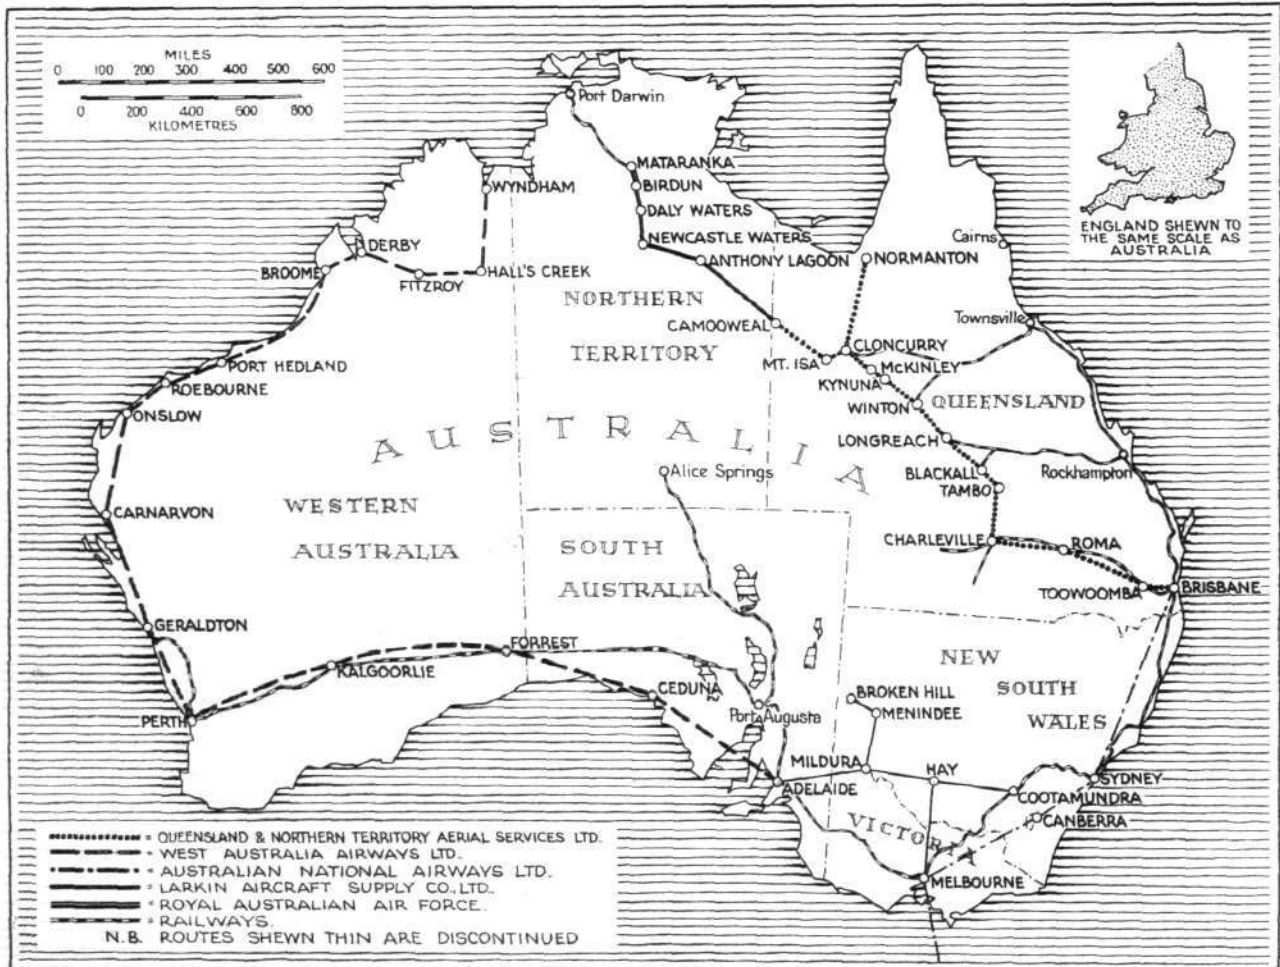 MILES
0 100 200 300 400 500 600
0 200 400 600 800
KILOMETRES
ENGLAND SHEWN TO
THE SAME SCALE AS
AUSTRALIA
Port Darwin
MATARANKA
BIRDUN
DALY WATERS
NEWCASTLE WATERS
ANTHONY LAGOON
NORMANTON
Cairns
WYNDHAM
DERBY
BROOME
FITZROY
HALL'S CREEK
NORTHERN
TERRITORY
CAMOOWEAL
Townsville
MT. ISA
CLONCURRY
McKINLEY
KYNUNA
WINTON
QUEENSLAND
PORT HEDLAND
ROEBOURNE
ONSLOW
LONGREACH
AUSTRALIA
Alice Springs
BLACKALL
TAMBO
Rockhampton
CARNARVON
WESTERN
AUSTRALIA
SOUTH
AUSTRALIA
CHARLEVILLE
ROMA
TOOWOOMBA
BRISBANE
GERALDTON
PERTH
KALGOORLIE
FORREST
CEDUNA
Port Augusta
NEW
SOUTH
WALES
BROKEN HILL
MENINDEE
MILDURA
HAY
ADELAIDE
SYDNEY
COOTAMUNDRA
CANBERRA
VICTORIA
MELBOURNE
= QUEENSLAND & NORTHERN TERRITORY AERIAL SERVICES LTD.
= WEST AUSTRALIA AIRWAYS LTD.
= AUSTRALIAN NATIONAL AIRWAYS LTD.
= LARKIN AIRCRAFT SUPPLY CO., LTD.
= ROYAL AUSTRALIAN AIR FORCE.
= RAILWAYS.
N.B. ROUTES SHEWN THIN ARE DISCONTINUED